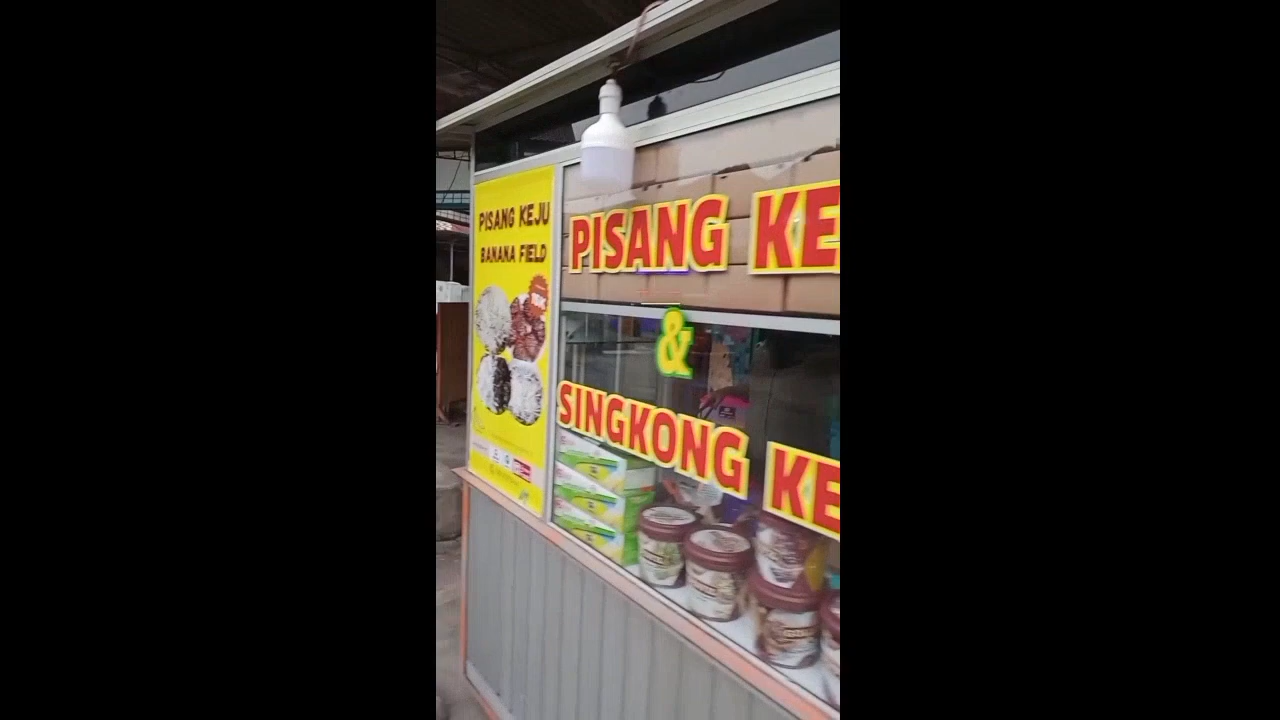 PISANG KEJU
BANANA FIELD
PISANG KE
&
SINGKONG KE